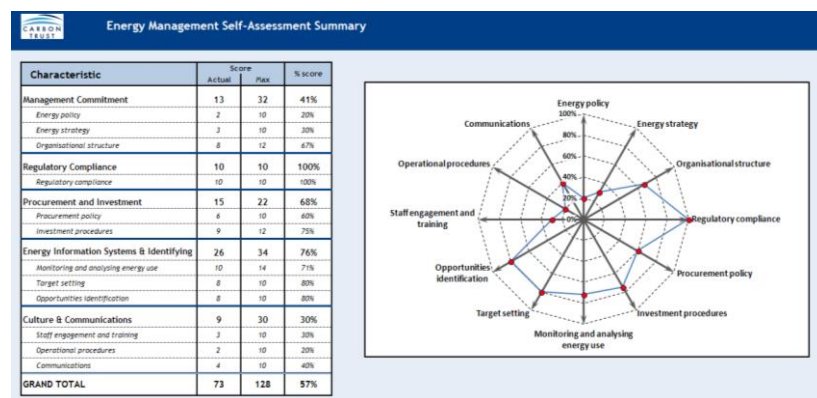 CARBON
TRUST
Energy Management Self-Assessment Summary
Characteristic Score % score
Actual Max
Management Commitment 13 32 41%
Energy policy 2 10 20%
Energy strategy 3 10 30%
Organisational structure 8 12 67%
Regulatory Compliance 10 10 100%
Regulatory compliance 10 10 100%
Procurement and Investment 15 22 68%
Procurement policy 6 10 60%
Investment procedures 9 12 75%
Energy Information Systems & Identifying 26 34 76%
Monitoring and analysing energy use 10 14 71%
Target setting 8 10 80%
Opportunities identification 8 10 80%
Culture & Communications 9 30 30%
Staff engagement and training 3 10 30%
Operational procedures 2 10 20%
Communications 4 10 40%
GRAND TOTAL 73 128 57%
Energy policy
100%
80%
60%
40%
20%
0%
Energy strategy
Organisational structure
Regulatory compliance
Procurement policy
Investment procedures
Monitoring and analysing
energy use
Target setting
Opportunities
identification
Staff engagement and
training
Operational procedures
Communications